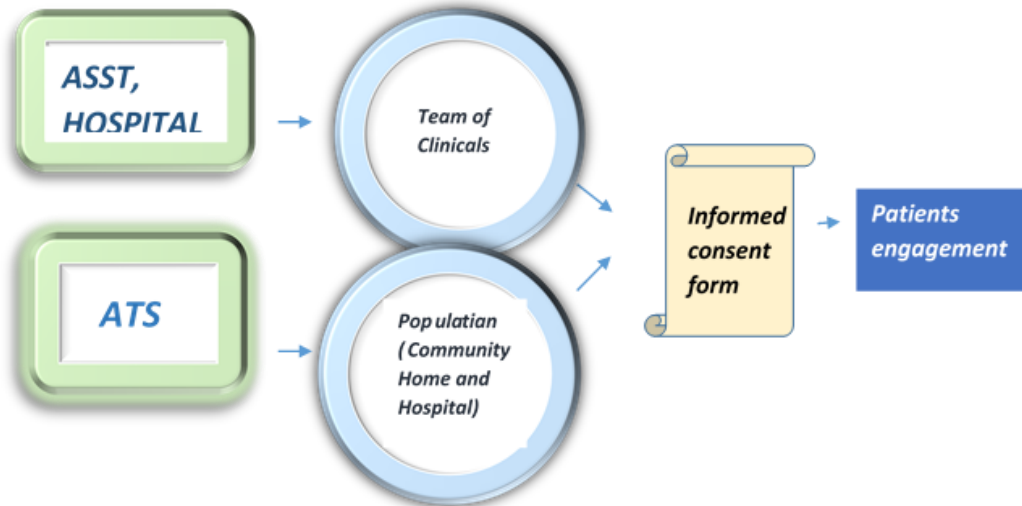 ASST,
HOSPITAL
Team of
Clinicals
Informed
consent
form
Patients
engagement
ATS
Populatian
(Community
Home and
Hospital)